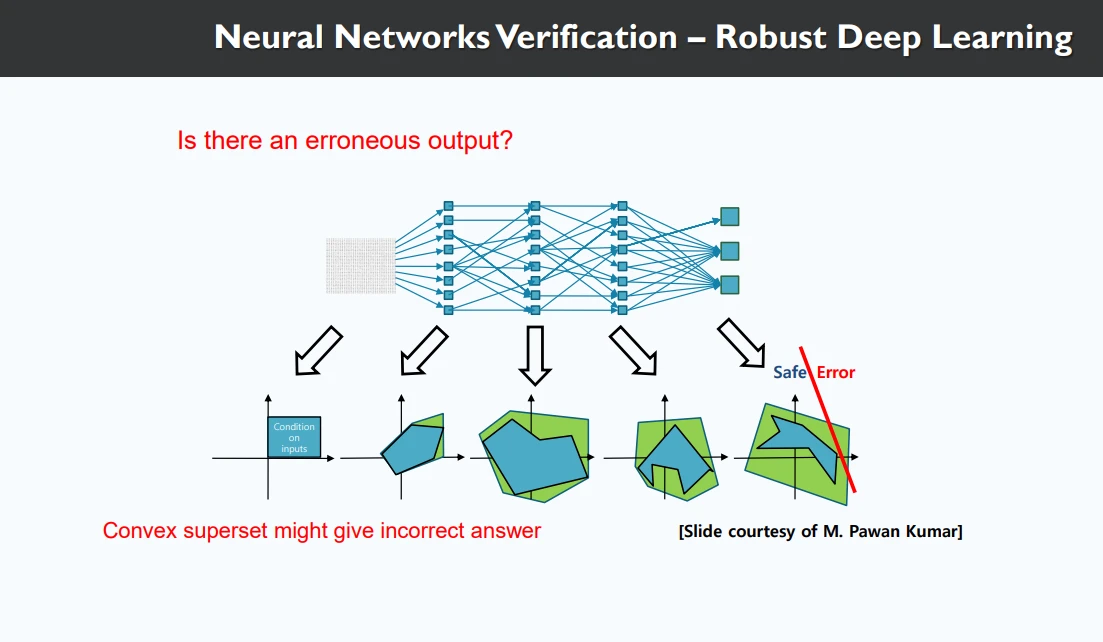 Neural Networks Verification – Robust Deep Learning
Is there an erroneous output?
Safe
Error
Condition
on
inputs
Convex superset might give incorrect answer
[Slide courtesy of M. Pawan Kumar]